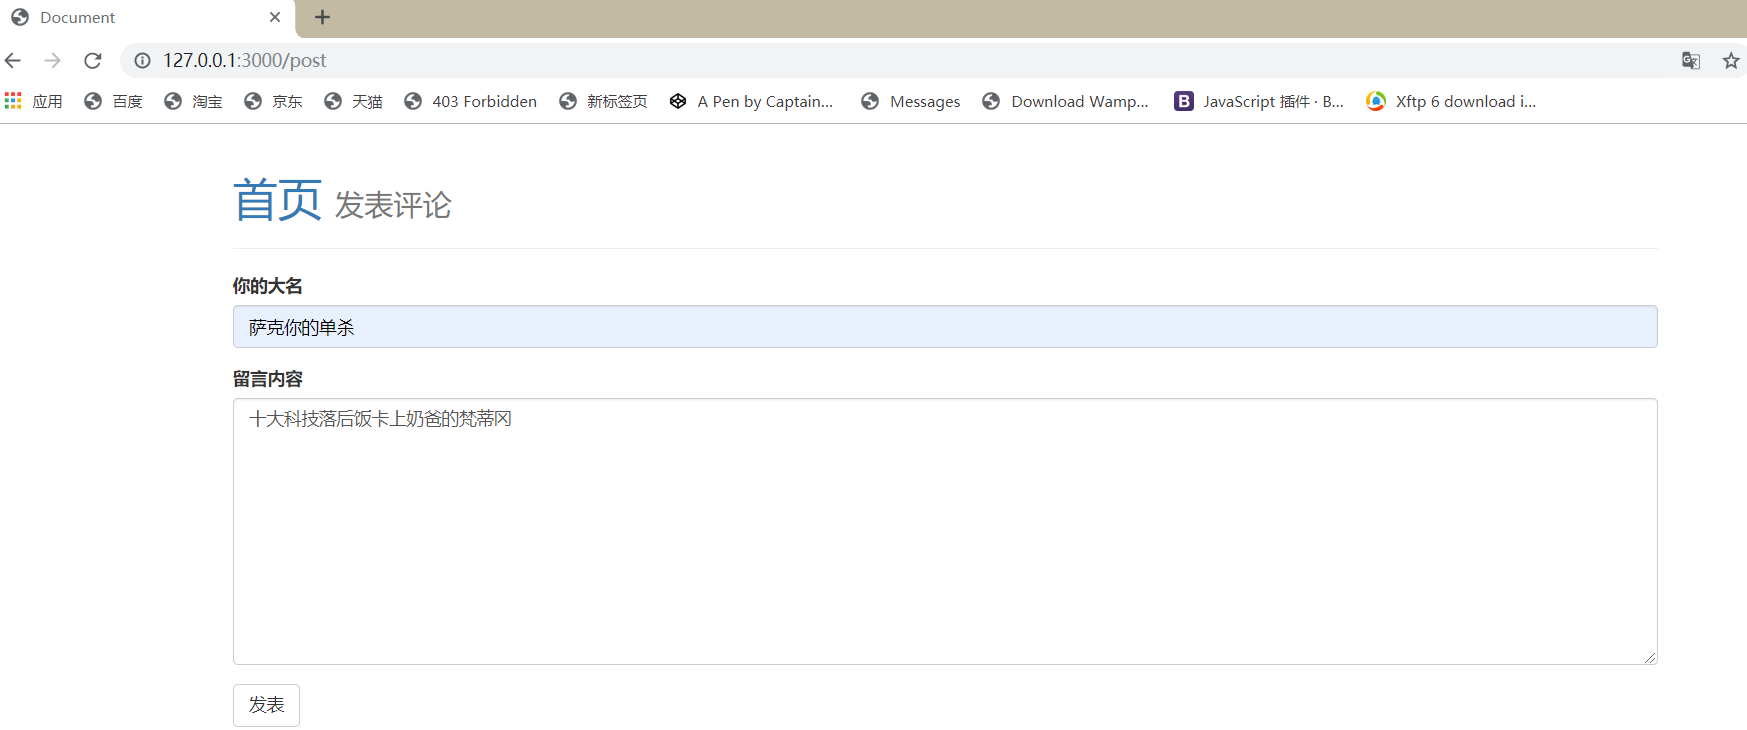 Document
127.0.0.1:3000/post
应用 百度 淘宝 京东 天猫 403 Forbidden 新标签页 A Pen by Captain... Messages Download Wamp... JavaScript 插件 · B... Xftp 6 download i...
首页 发表评论
你的大名
萨克你的单杀
留言内容
十大科技落后饭卡上奶爸的梵蒂冈
发表